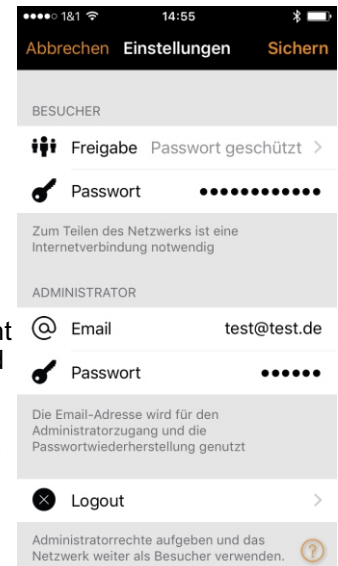 1&1 14:55
Abbrechen Einstellungen Sichern
BESUCHER
Freigabe Passwort geschützt >
Passwort ●●●●●●●●●●●●
Zum Teilen des Netzwerks ist eine
Internetverbindung notwendig
ADMINISTRATOR
@ Email test@test.de
Passwort ●●●●●●
Die Email-Adresse wird für den
Administratorzugang und die
Passwortwiederherstellung genutzt
Logout >
Administratorrechte aufgeben und das
Netzwerk weiter als Besucher verwenden. ?